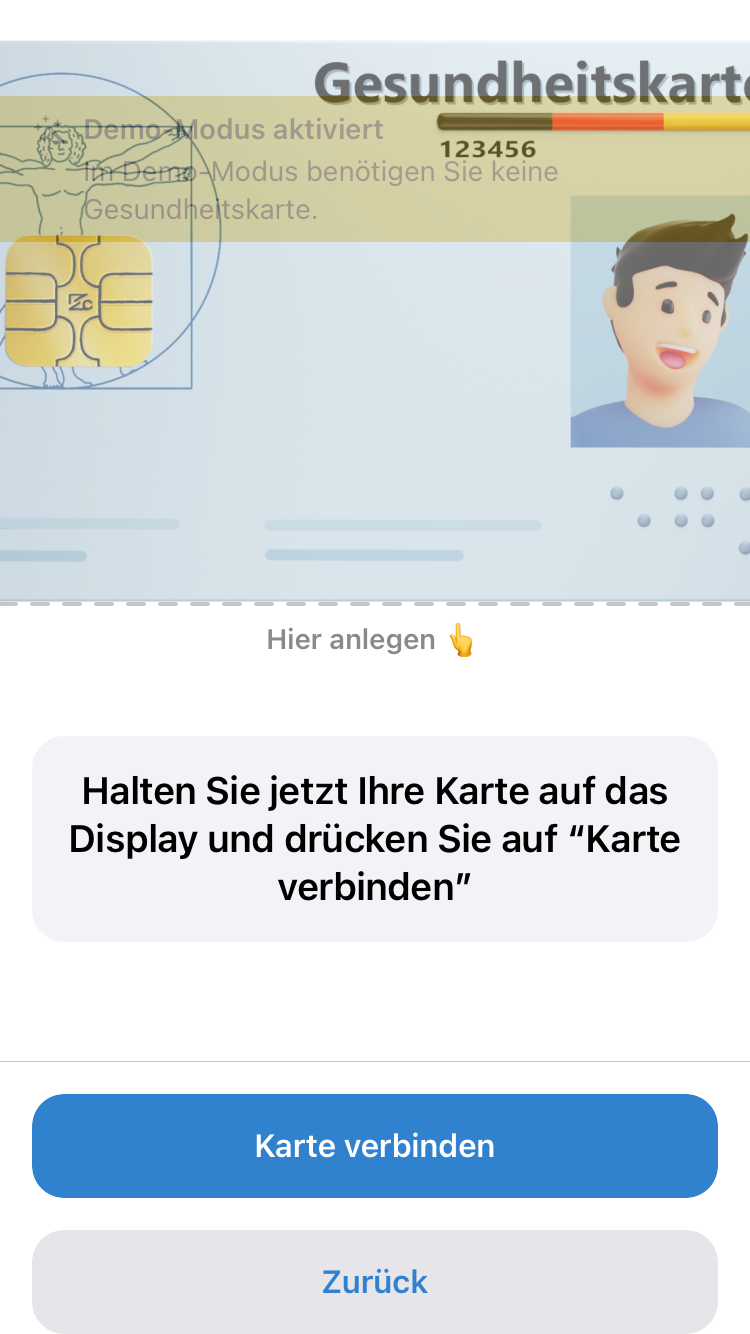 Gesundheitskarte
Demo-Modus aktiviert
123456
Im Demo-Modus benötigen Sie keine
Gesundheitskarte.
Hier anlegen 👆
Halten Sie jetzt Ihre Karte auf das
Display und drücken Sie auf “Karte
verbinden”
Karte verbinden
Zurück